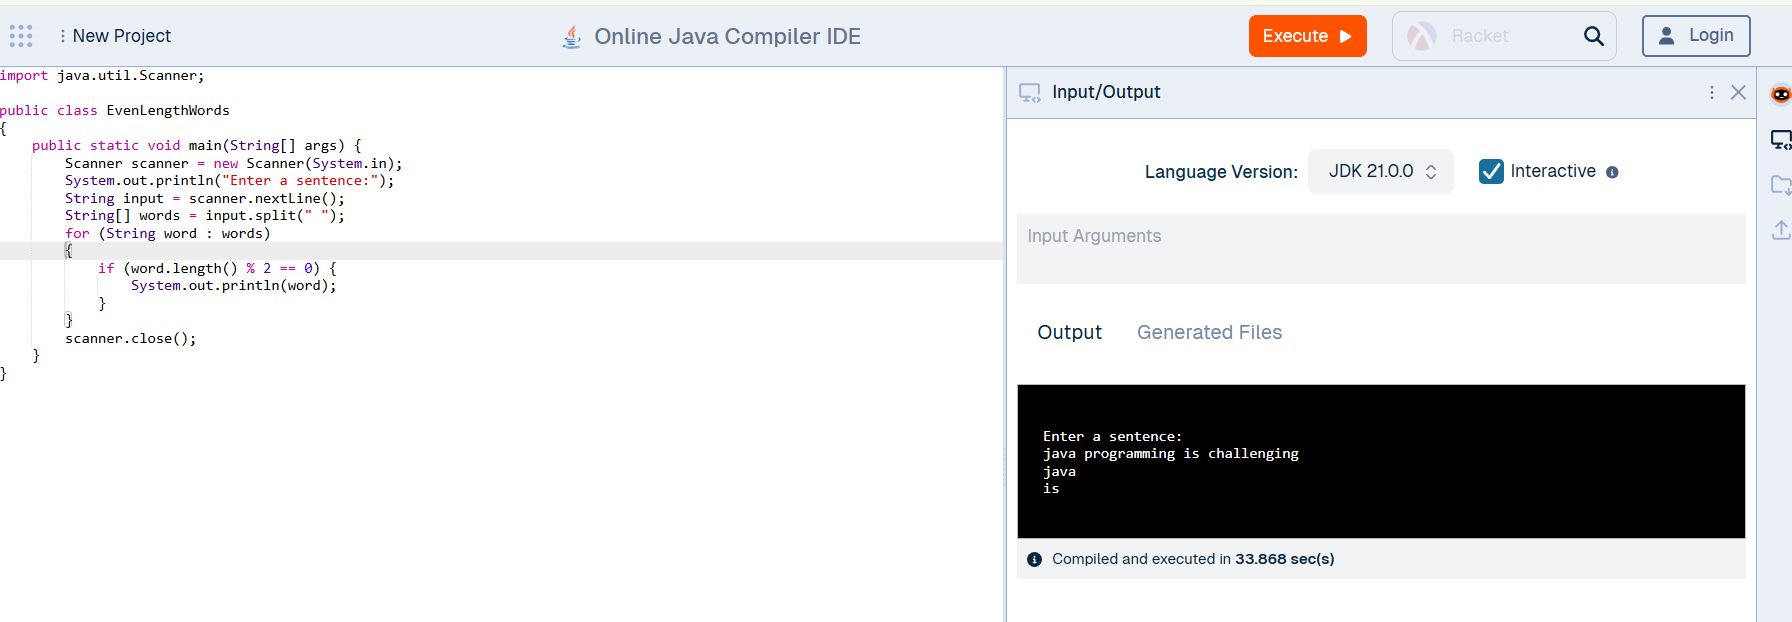 New Project
Online Java Compiler IDE
Execute
Racket
Login
import java.util.Scanner;
public class EvenLengthWords
{
public static void main(String[] args) {
Scanner scanner = new Scanner(System.in);
System.out.println("Enter a sentence:");
String input = scanner.nextLine();
String[] words = input.split(" ");
for (String word : words)
{
if (word.length() % 2 == 0) {
System.out.println(word);
}
}
scanner.close();
}
}
Input/Output
Language Version:
JDK 21.0.0
Interactive
Input Arguments
Output
Generated Files
Enter a sentence:
java programming is challenging
java
is
Compiled and executed in 33.868 sec(s)